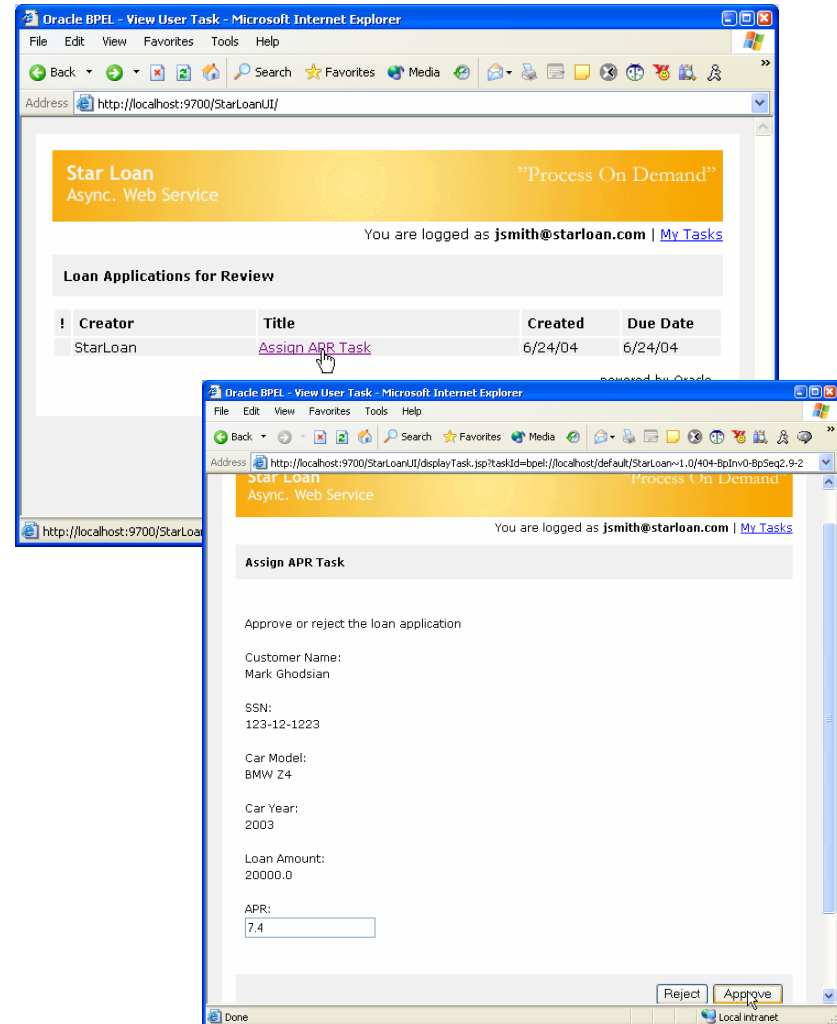 Oracle BPEL - View User Task - Microsoft Internet Explorer
File Edit View Favorites Tools Help
Back Search Favorites Media »
Address http://localhost:9700/StarLoanUI/
Star Loan "Process On Demand"
Async. Web Service
You are logged as jsmith@starloan.com | My Tasks
Loan Applications for Review
! Creator Title Created Due Date
StarLoan Assign APR Task 6/24/04 6/24/04
powered by Oracle
http://localhost:9700/StarLoa
Oracle BPEL - View User Task - Microsoft Internet Explorer
File Edit View Favorites Tools Help
Back Search Favorites Media »
Address http://localhost:9700/StarLoanUI/displayTask.jsp?taskId=bpel://localhost/default/StarLoan~1.0/404-BpInv0-BpSeq2.9-2
Star Loan "Process On Demand"
Async. Web Service
You are logged as jsmith@starloan.com | My Tasks
Assign APR Task
Approve or reject the loan application
Customer Name:
Mark Ghodsian
SSN:
123-12-1223
Car Model:
BMW Z4
Car Year:
2003
Loan Amount:
20000.0
APR:
7.4
Reject Approve
Done Local intranet